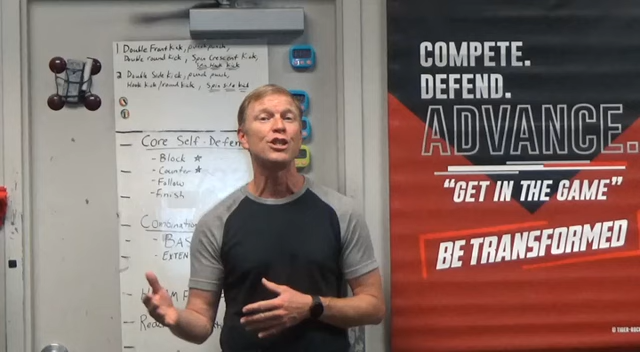 1 Double Front Kick, punch punch,
Double round kick, Spin Crescent Kick,
Spin Hook Kick
2 Double Side Kick, punch punch,
Hook kick/round kick,
Core Self-Defen
- Block ☆
- Counter ☆
- Follow
- Finish
Combination
- BAS
- EXTEN
COMPETE.
DEFEND.
ADVANCE.
"GET IN THE GAME"
BE TRANSFORMED